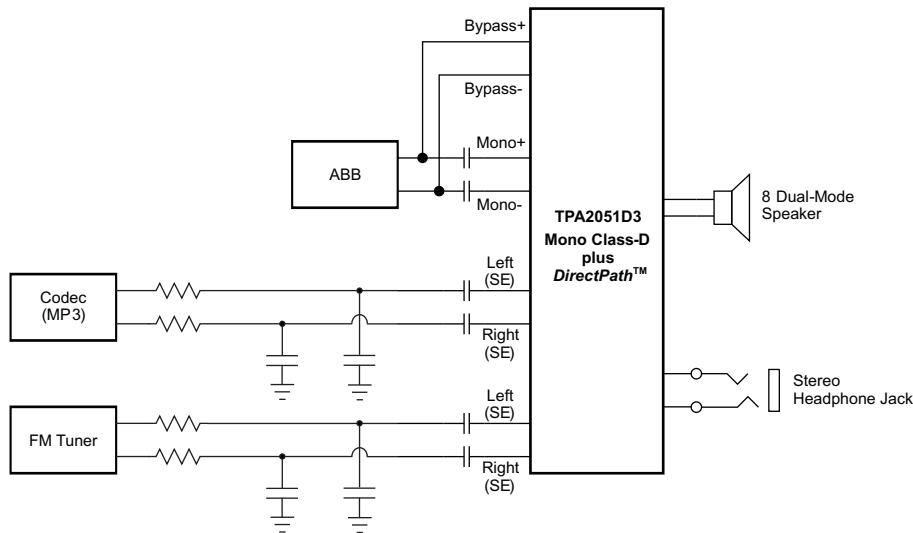 Bypass+
Bypass-
Mono+
ABB
Mono-
TPA2051D3
Mono Class-D
plus
DirectPath™
8 Dual-Mode
Speaker
Left
(SE)
Codec
(MP3)
Right
(SE)
Stereo
Headphone Jack
Left
(SE)
FM Tuner
Right
(SE)